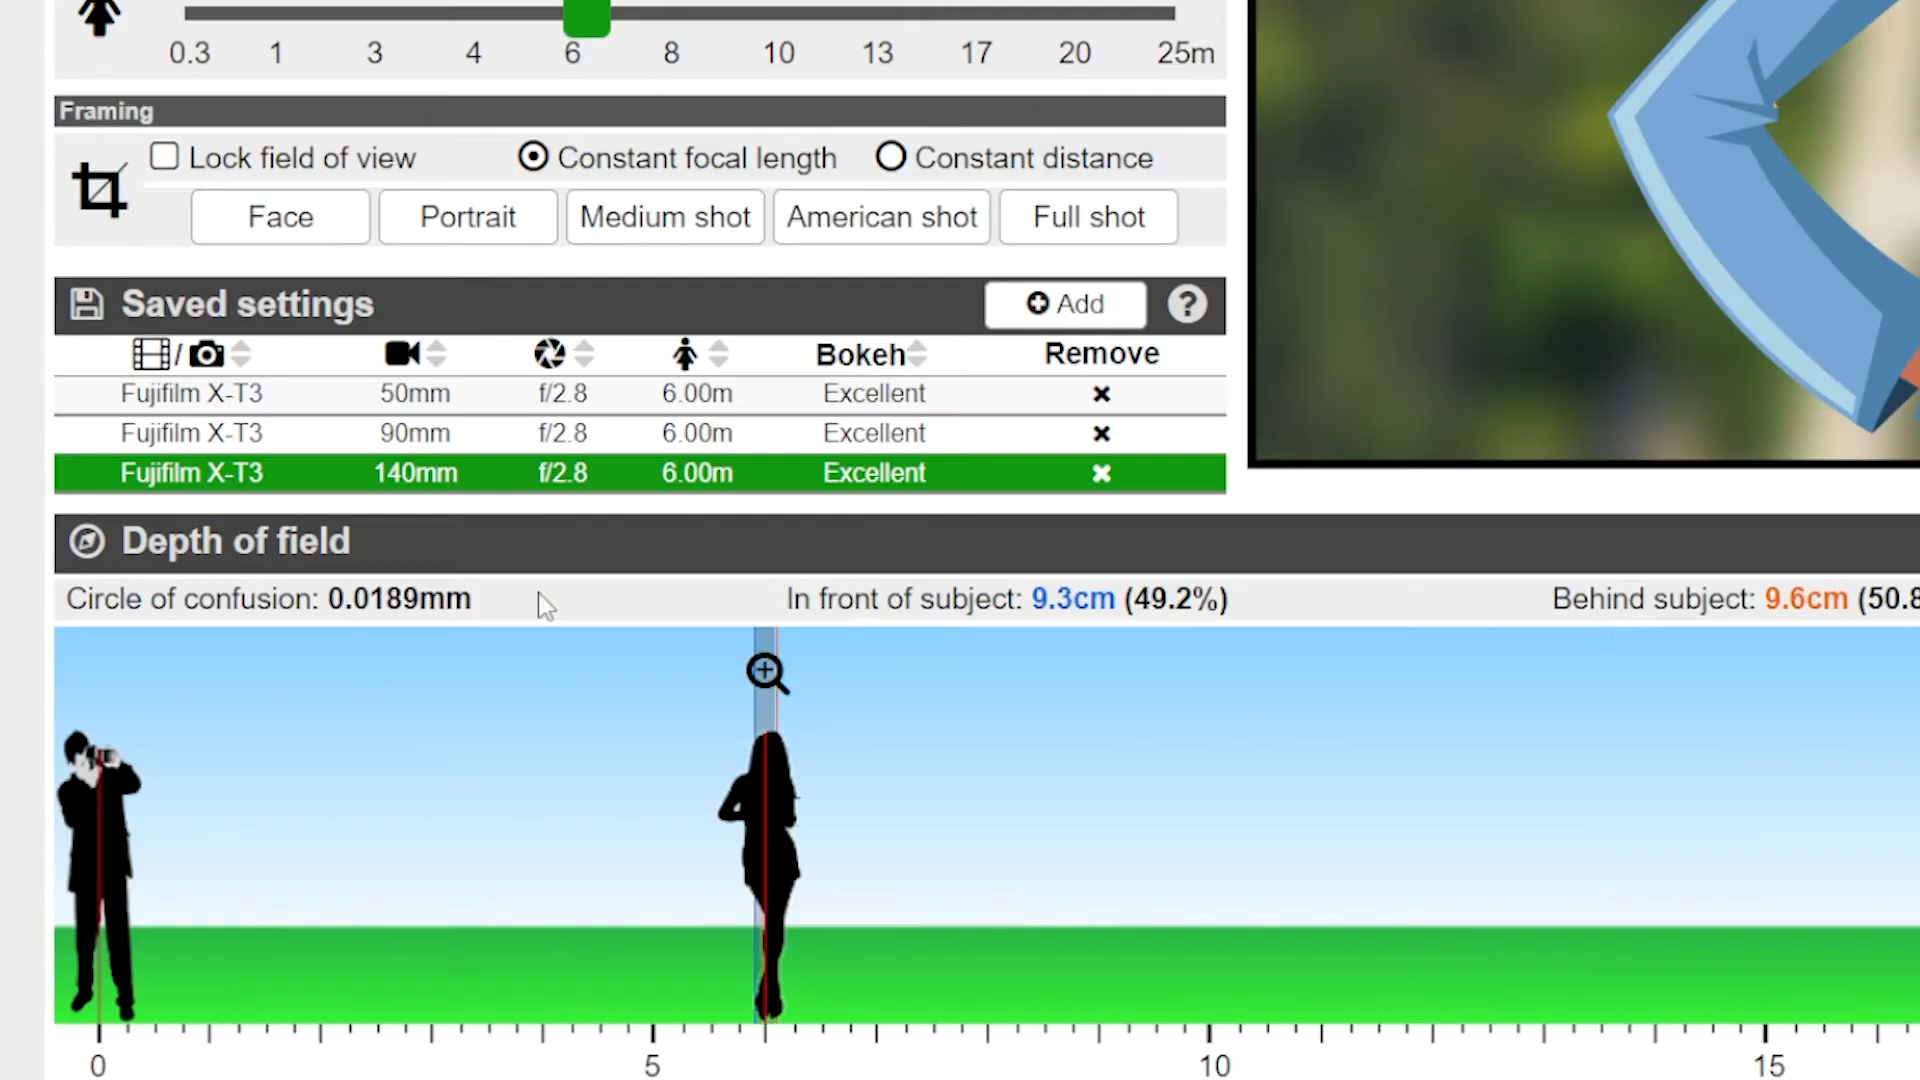 0.3 1 3 4 6 8 10 13 17 20 25m
Framing
Lock field of view Constant focal length Constant distance
Face Portrait Medium shot American shot Full shot
Saved settings Add ?
/ Bokeh Remove
Fujifilm X-T3 50mm f/2.8 6.00m Excellent
Fujifilm X-T3 90mm f/2.8 6.00m Excellent
Fujifilm X-T3 140mm f/2.8 6.00m Excellent
Depth of field
Circle of confusion: 0.0189mm In front of subject: 9.3cm (49.2%) Behind subject: 9.6cm (50.8
0 5 10 15